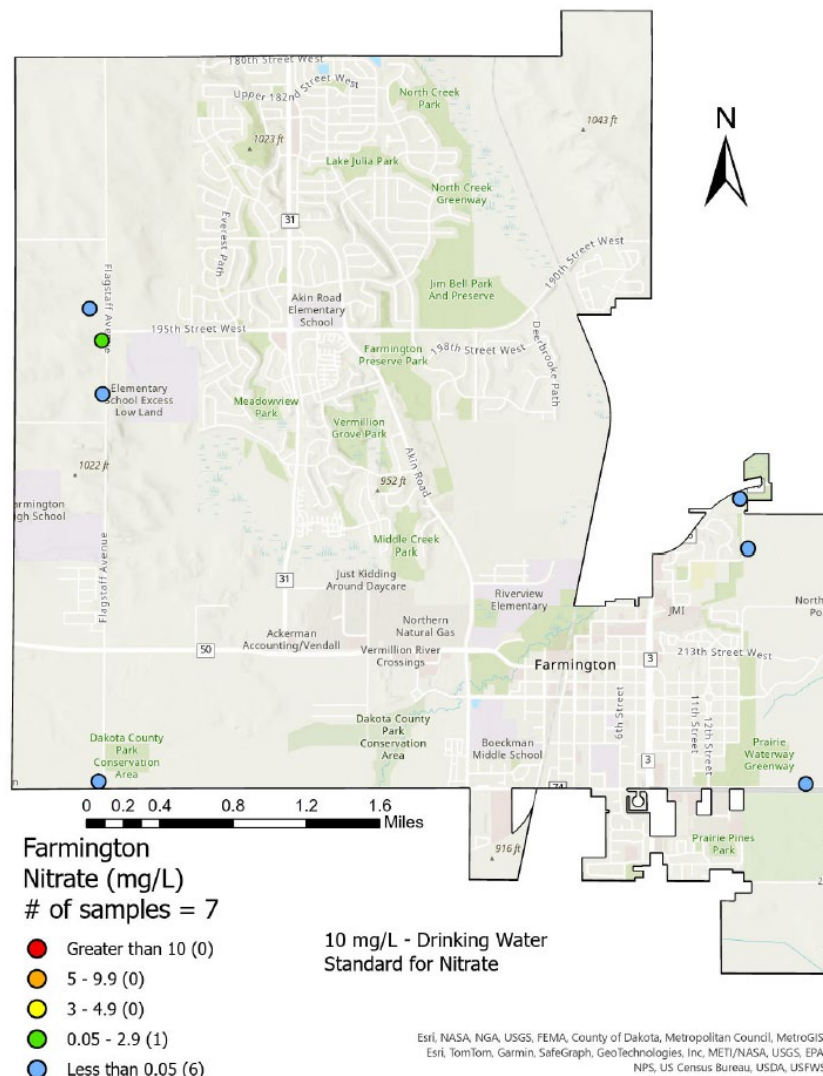 180th Street West
Upper 182nd Street West
North Creek
Park
1043 ft
N
1023 ft
Lake Julia Park
North Creek
Greenway
31
Everest Path
190th Street West
Flagstaff Avenue
Jim Bell Park
And Preserve
Akin Road
Elementary
School
195th Street West
198th Street West
Deerbrooke Path
Farmington
Preserve Park
Elementary
School Excess
Low Land
Meadowview
Park
Vermillion
Grove Park
Akin Road
1022 ft
952 ft
armington
igh School
Middle Creek
Park
Flagstaff Avenue
31
Just Kidding
Around Daycare
Riverview
Elementary
JMI
North
Po
Northern
Natural Gas
Ackerman
Accounting/Vendall
50
Vermillion River
Crossings
Farmington
3
213th Street West
6th Street
11th Street
12th Street
Dakota County
Park
Conservation
Area
Dakota County
Park
Conservation
Area
Boeckman
Middle School
3
Prairie
Waterway
Greenway
n
74
0 0.2 0.4 0.8 1.2 1.6
Miles
916 ft
Prairie Pines
Park
2
Farmington
Nitrate (mg/L)
# of samples = 7
Greater than 10 (0)
5 - 9.9 (0)
3 - 4.9 (0)
0.05 - 2.9 (1)
Less than 0.05 (6)
10 mg/L - Drinking Water
Standard for Nitrate
Esri, NASA, NGA, USGS, FEMA, County of Dakota, Metropolitan Council, MetroGIS,
Esri, TomTom, Garmin, SafeGraph, GeoTechnologies, Inc, METI/NASA, USGS, EPA,
NPS, US Census Bureau, USDA, USFWS